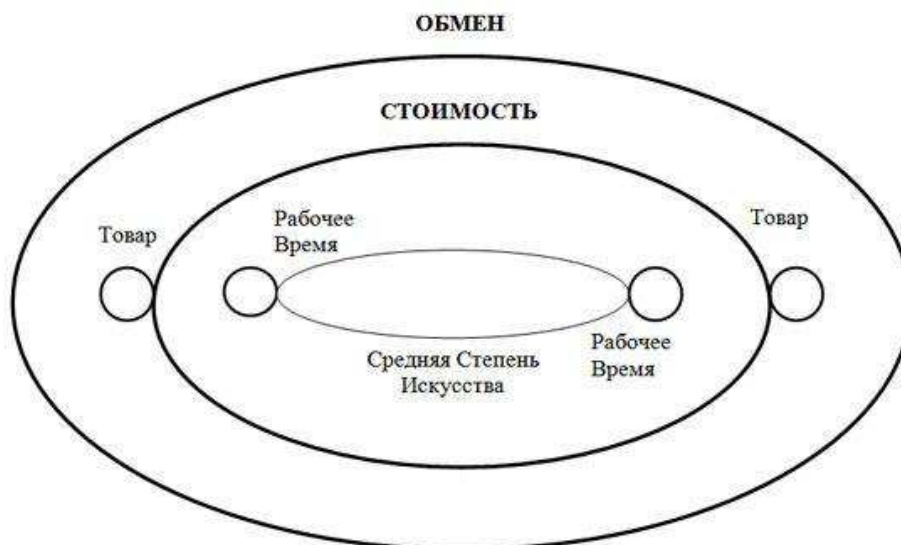 ОБМЕН
СТОИМОСТЬ
Товар
Рабочее
Время
Товар
Средняя Степень
Искусства
Рабочее
Время